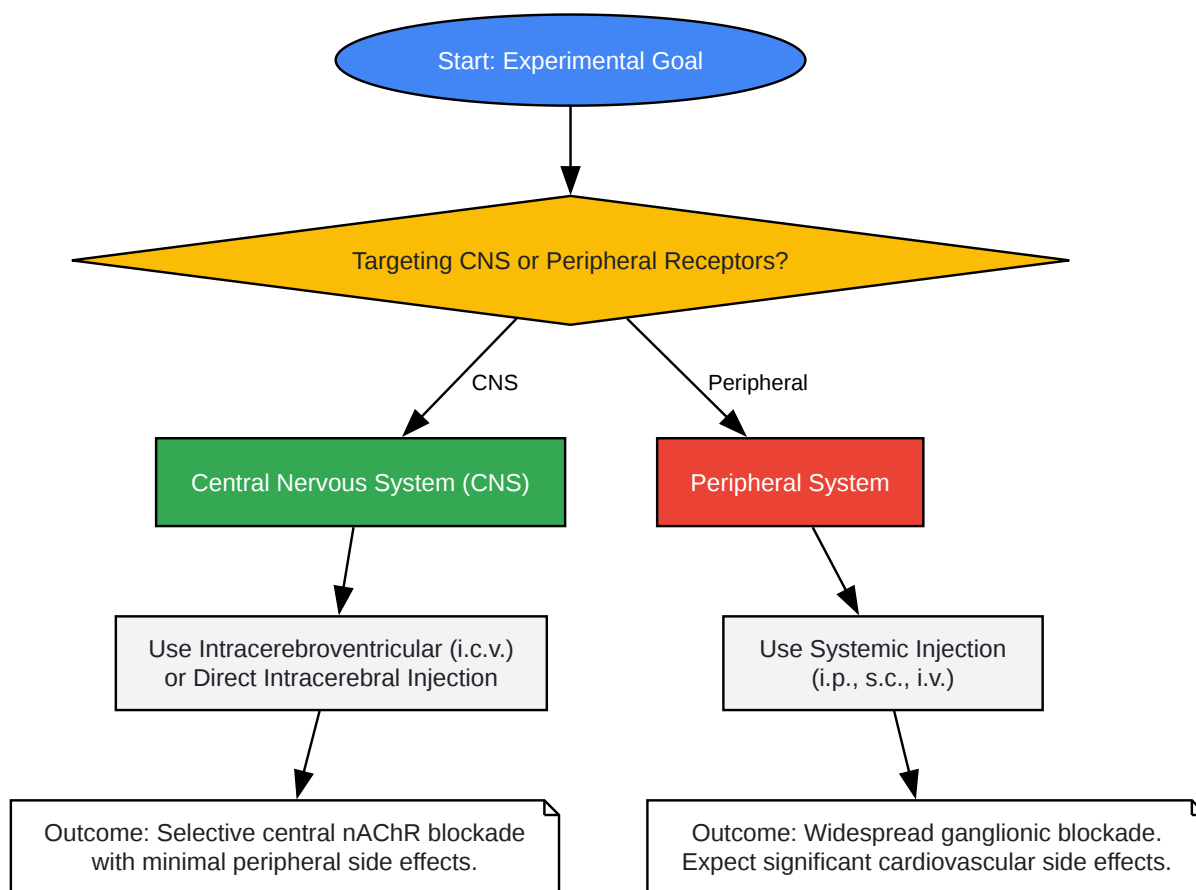 Start: Experimental Goal
Targeting CNS or Peripheral Receptors?
CNS
Peripheral
Central Nervous System (CNS)
Peripheral System
Use Intracerebroventricular (i.c.v.)
or Direct Intracerebral Injection
Use Systemic Injection
(i.p., s.c., i.v.)
Outcome: Selective central nAChR blockade
with minimal peripheral side effects.
Outcome: Widespread ganglionic blockade.
Expect significant cardiovascular side effects.